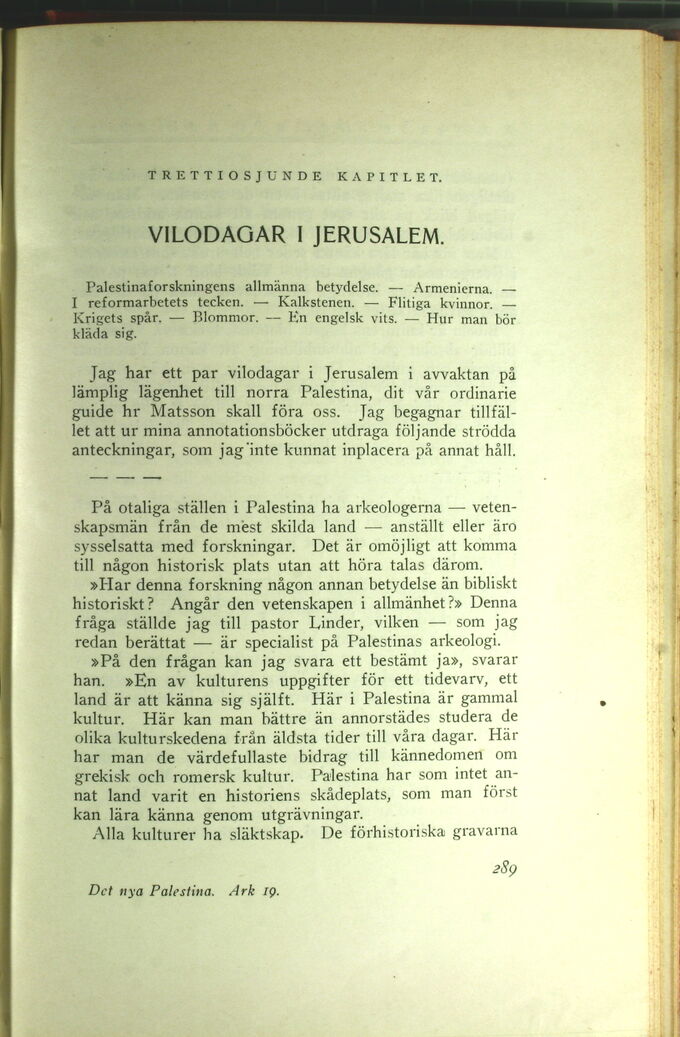 TRETTIOSJUNDE KAPITLET.
VILODAGAR I JERUSALEM.
Palestinaforskningens allmänna betydelse. — Armenierna. —
I reformarbetets tecken. — Kalkstenen. — Flitiga kvinnor. —
Krigets spår. — Blommor. — En engelsk vits. — Hur man bör
kläda sig.
Jag har ett par vilodagar i Jerusalem i avvaktan på
lämplig lägenhet till norra Palestina, dit vår ordinarie
guide hr Matsson skall föra oss. Jag begagnar tillfäl-
let att ur mina annotationsböcker utdraga följande strödda
anteckningar, som jag inte kunnat inplacera på annat håll.
— — —
På otaliga ställen i Palestina ha arkeologerna — veten-
skapsmän från de mest skilda land — anställt eller äro
sysselsatta med forskningar. Det är omöjligt att komma
till någon historisk plats utan att höra talas därom.
»Har denna forskning någon annan betydelse än bibliskt
historiskt? Angår den vetenskapen i allmänhet?» Denna
fråga ställde jag till pastor Linder, vilken — som jag
redan berättat — är specialist på Palestinas arkeologi.
»På den frågan kan jag svara ett bestämt ja», svarar
han. »En av kulturens uppgifter för ett tidevarv, ett
land är att känna sig själft. Här i Palestina är gammal
kultur. Här kan man bättre än annorstädes studera de
olika kulturskedena från äldsta tider till våra dagar. Här
har man de värdefullaste bidrag till kännedomen om
grekisk och romersk kultur. Palestina har som intet an-
nat land varit en historiens skådeplats, som man först
kan lära känna genom utgrävningar.
Alla kulturer ha släktskap. De förhistoriska gravarna
289
Det nya Palestina. Ark 19.